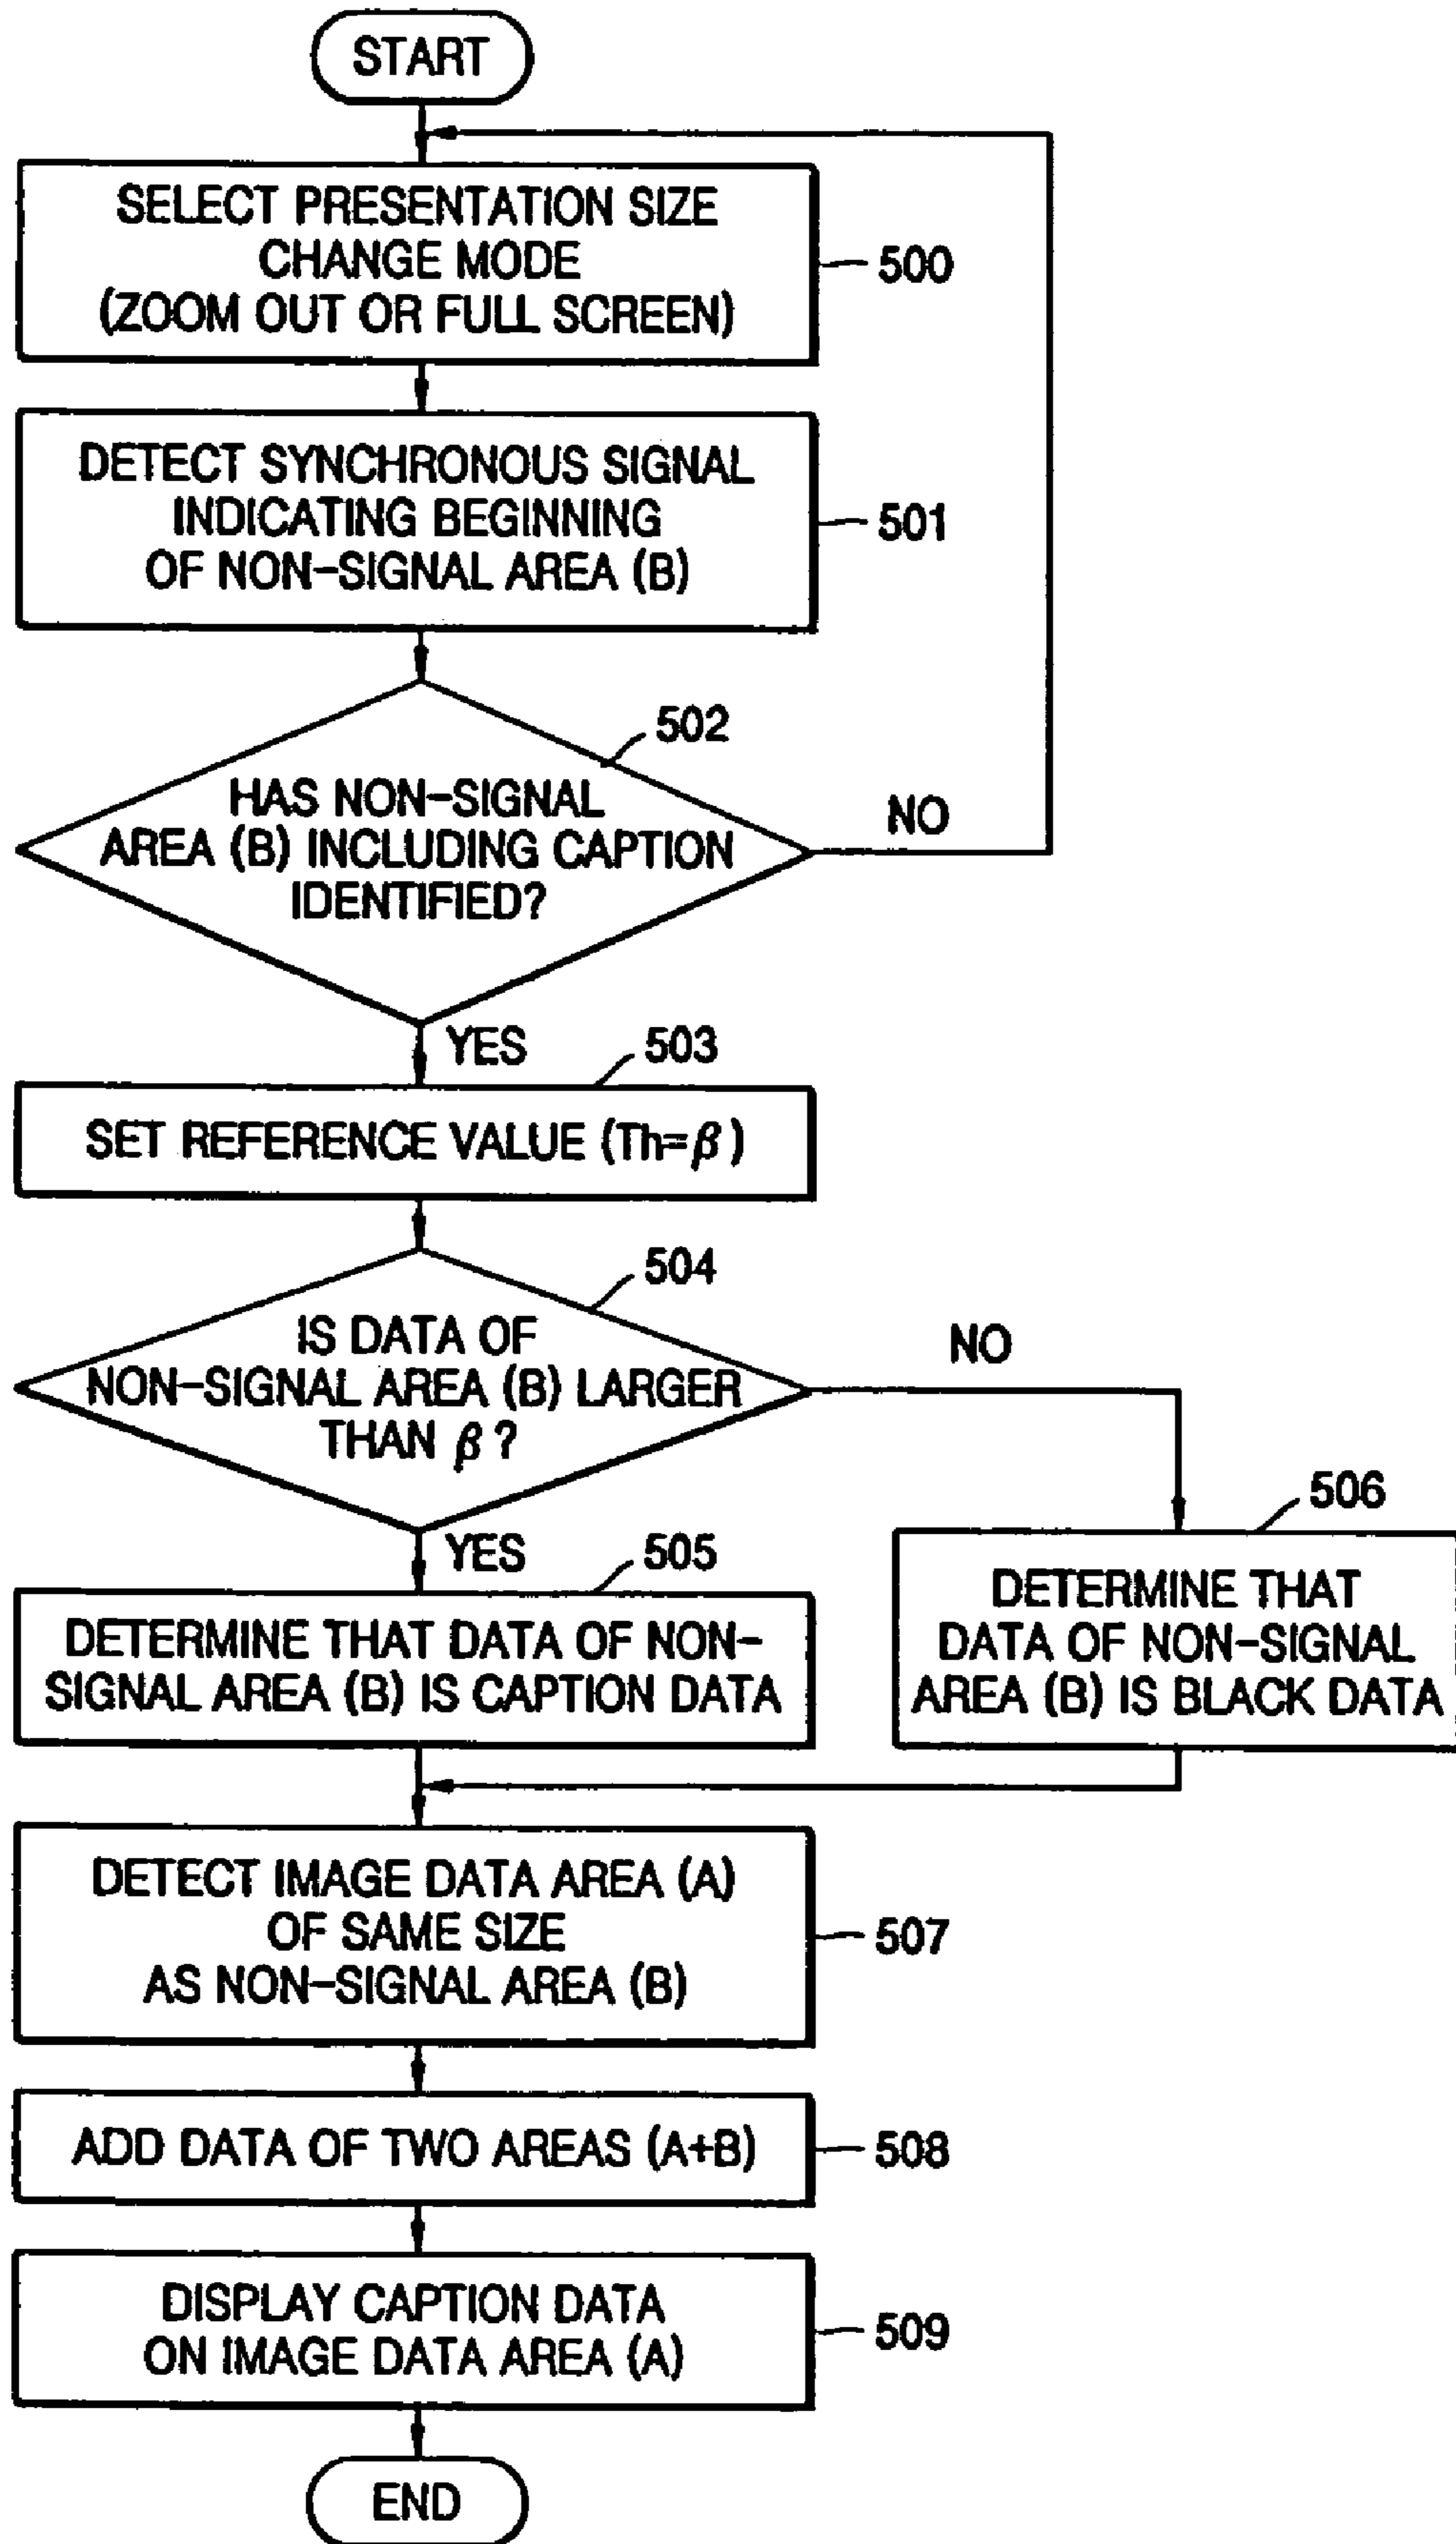 START
SELECT PRESENTATION SIZE
CHANGE MODE
(ZOOM OUT OR FULL SCREEN)
500
DETECT SYNCHRONOUS SIGNAL
INDICATING BEGINNING
OF NON-SIGNAL AREA (B)
501
502
HAS NON-SIGNAL
AREA (B) INCLUDING CAPTION
IDENTIFIED?
NO
YES
503
SET REFERENCE VALUE (Th=β)
504
IS DATA OF
NON-SIGNAL AREA (B) LARGER
THAN β?
NO
YES
505
DETERMINE THAT DATA OF NON-
SIGNAL AREA (B) IS CAPTION DATA
506
DETERMINE THAT
DATA OF NON-SIGNAL
AREA (B) IS BLACK DATA
DETECT IMAGE DATA AREA (A)
OF SAME SIZE
AS NON-SIGNAL AREA (B)
507
ADD DATA OF TWO AREAS (A+B)
508
DISPLAY CAPTION DATA
ON IMAGE DATA AREA (A)
509
END